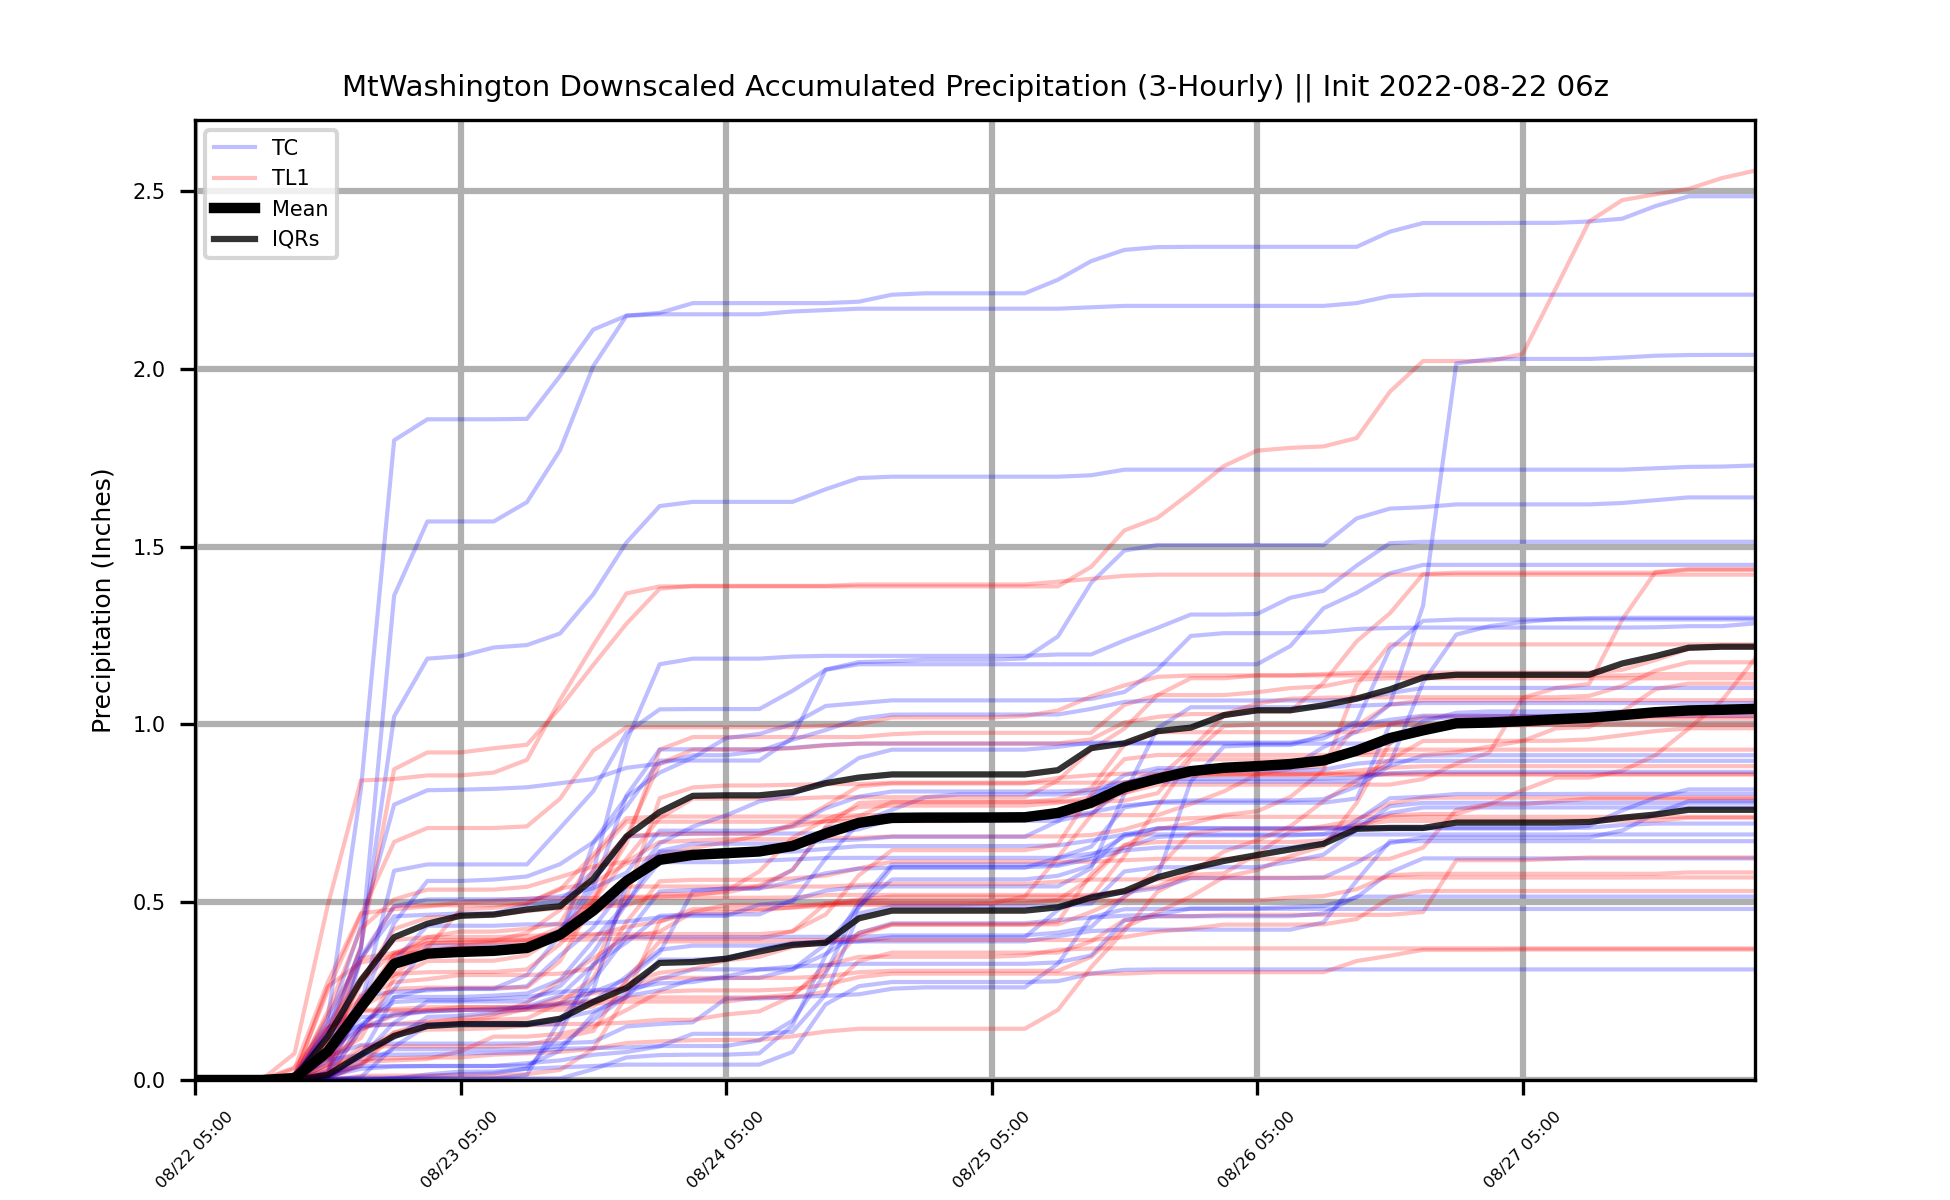 MtWashington Downscaled Accumulated Precipitation (3-Hourly) || Init 2022-08-22 06z
TC
TL1
Mean
IQRs
Precipitation (Inches)
2.5
2.0
1.5
1.0
0.5
0.0
08/22 05:00
08/23 05:00
08/24 05:00
08/25 05:00
08/26 05:00
08/27 05:00